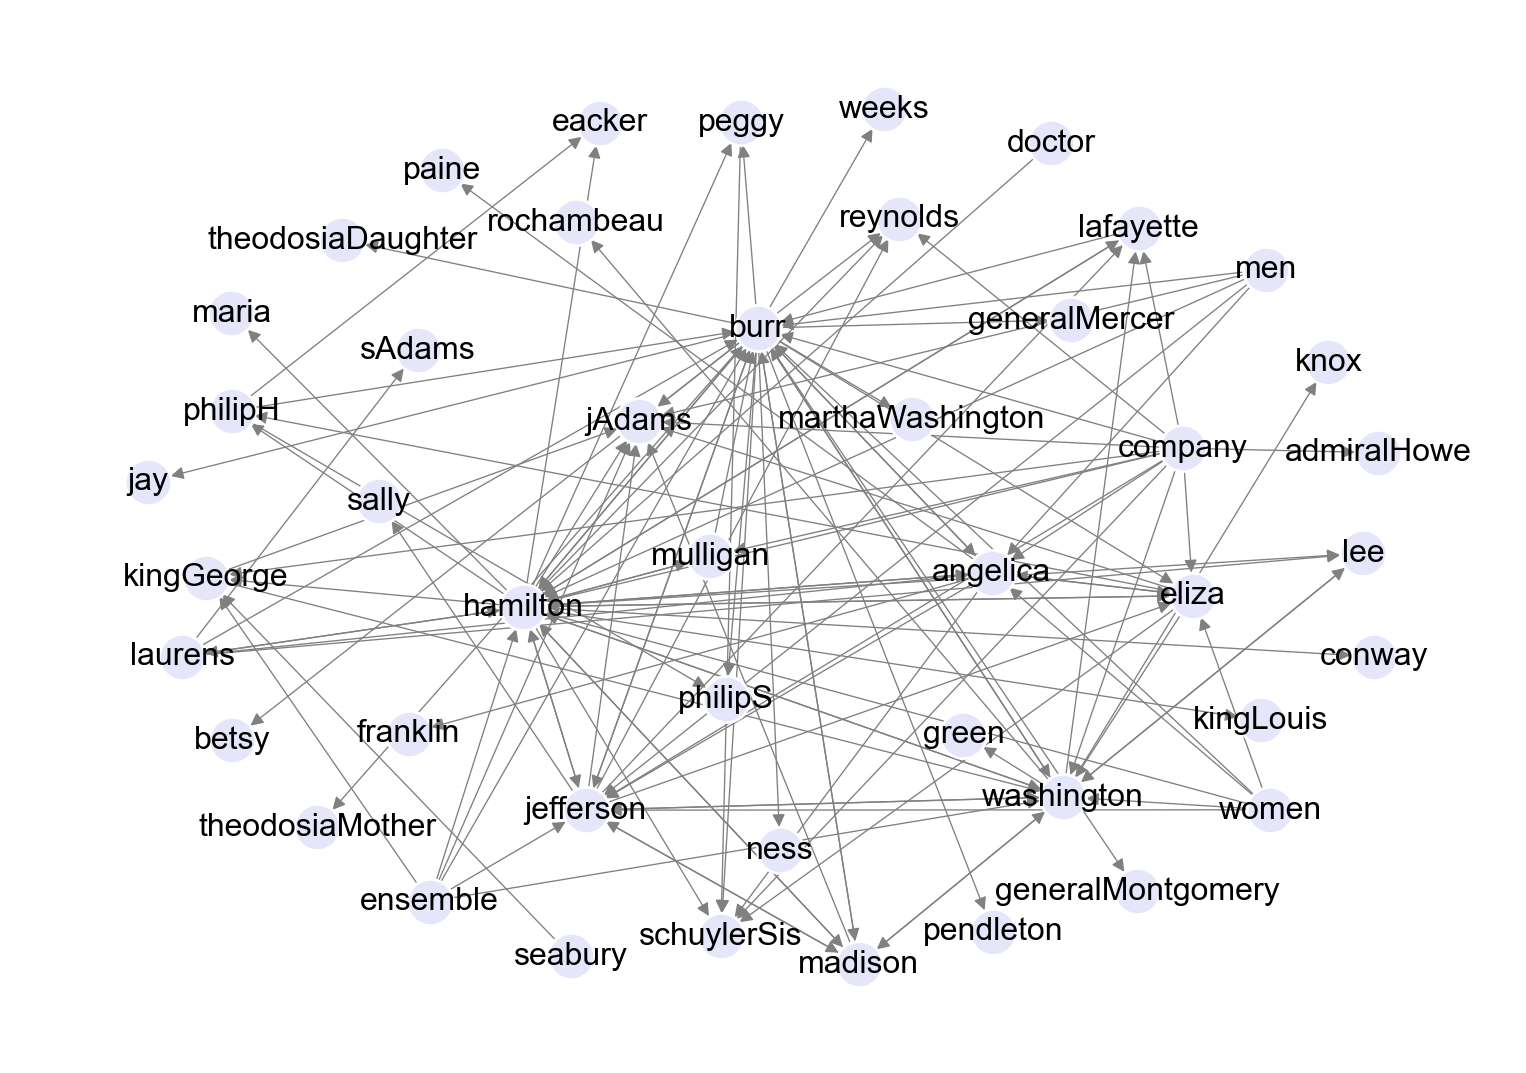 weeks
eacker
peggy
doctor
paine
reynolds
rochambeau
lafayette
theodosiaDaughter
men
maria
generalMercer
burr
sAdams
knox
philipH
jAdams
marthaWashington
company
admiralHowe
jay
sally
mulligan
lee
angelica
kingGeorge
eliza
hamilton
laurens
conway
philipS
kingLouis
betsy
franklin
green
washington
jefferson
women
theodosiaMother
ness
generalMontgomery
ensemble
pendleton
schuylerSis
seabury
madison